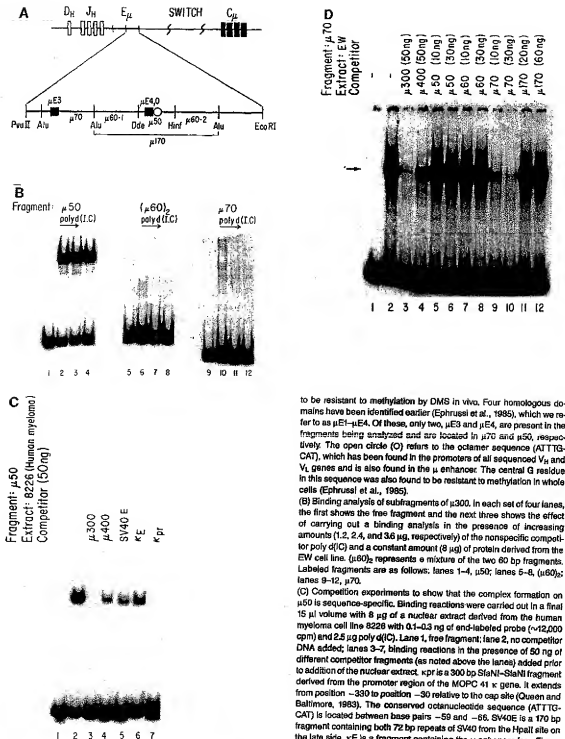 A
D_H J_H E_μ SWITCH C_μ
μE3 μE4,O
μ70 μ60-1 μ50 μ60-2
PvuII Alu Alu Dde Hinf Alu EcoRI
μ170
B
Fragment: μ50 (μ60)₂ μ70
polyd(I.C) polyd(I.C) polyd(I.C)
1 2 3 4 5 6 7 8 9 10 11 12
C
Fragment: μ50
Extract: 8226 (Human myeloma)
Competitor (50ng)
μ300
μ400
SV40 E
κE
κpr
1 2 3 4 5 6 7
D
Fragment: μ70
Extract: EW
Competitor
-
-
μ300 (50ng)
μ400 (50ng)
μ50 (10ng)
μ50 (30ng)
μ60 (10ng)
μ60 (30ng)
μ70 (10ng)
μ70 (30ng)
μ170 (20ng)
μ170 (60ng)
1 2 3 4 5 6 7 8 9 10 11 12
to be resistant to methylation by DMS in vivo. Four homologous do-
mains have been identified earlier (Ephrussi et al., 1985), which we re-
fer to as μE1–μE4. Of these, only two, μE3 and μE4, are present in the
fragments being analyzed and are located in μ70 and μ50, respec-
tively. The open circle (O) refers to the octamer sequence (ATTTG-
CAT), which has been found in the promoters of all sequenced V_H and
V_L genes and is also found in the μ enhancer. The central G residue
in this sequence was also found to be resistant to methylation in whole
cells (Ephrussi et al., 1985).
(B) Binding analysis of subfragments of μ300. In each set of four lanes,
the first shows the free fragment and the next three shows the effect
of carrying out a binding analysis in the presence of increasing
amounts (1.2, 2.4, and 3.6 μg, respectively) of the nonspecific competi-
tor poly d(IC) and a constant amount (8 μg) of protein derived from the
EW cell line. (μ60)₂ represents a mixture of the two 60 bp fragments.
Labeled fragments are as follows: lanes 1–4, μ50; lanes 5–8, (μ60)₂;
lanes 9–12, μ70.
(C) Competition experiments to show that the complex formation on
μ50 is sequence-specific. Binding reactions were carried out in a final
15 μl volume with 8 μg of a nuclear extract derived from the human
myeloma cell line 8226 with 0.1–0.3 ng of end-labeled probe (~12,000
cpm) and 2.5 μg poly d(IC). Lane 1, free fragment; lane 2, no competitor
DNA added; lanes 3–7, binding reactions in the presence of 50 ng of
different competitor fragments (as noted above the lanes) added prior
to addition of the nuclear extract. κpr is a 300 bp SfaNI–SfaNI fragment
derived from the promoter region of the MOPC 41 κ gene. It extends
from position −330 to position −30 relative to the cap site (Queen and
Baltimore, 1983). The conserved octanucleotide sequence (ATTTG-
CAT) is located between base pairs −59 and −66. SV40E is a 170 bp
fragment containing both 72 bp repeats of SV40 from the HpaII site on